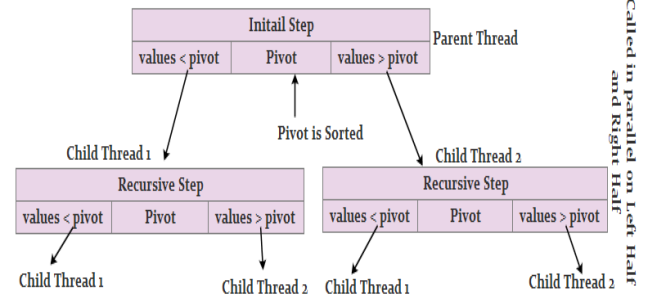 Initail Step
values < pivot Pivot values > pivot
Parent Thread
Pivot is Sorted
Child Thread 1
Child Thread 2
Recursive Step
values < pivot Pivot values > pivot
Recursive Step
values < pivot Pivot values > pivot
Child Thread 1
Child Thread 2
Child Thread 1
Child Thread 2
Called in parallel on Left Half
and Right Half